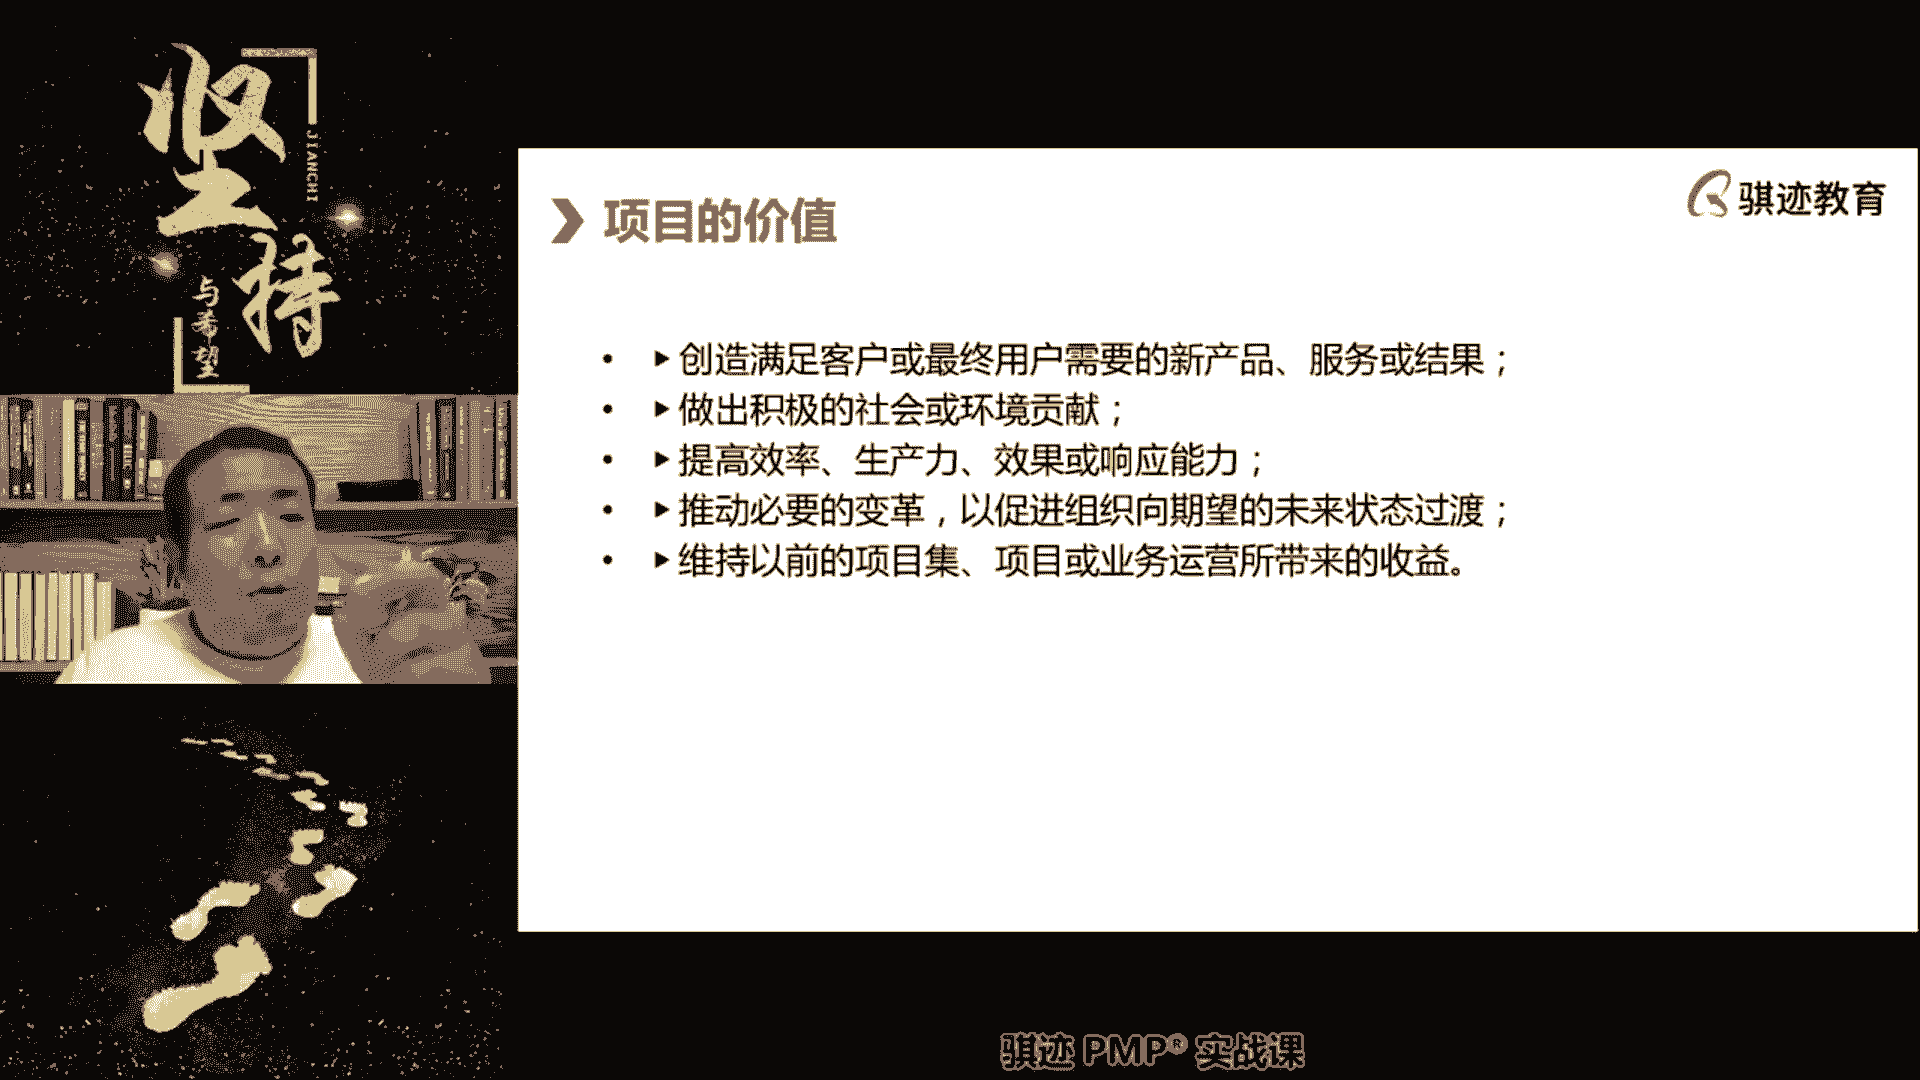 坚持
JIANCHI
与希望
项目的价值
骐迹教育
• ▶创造满足客户或最终用户需要的新产品、服务或结果；
• ▶做出积极的社会或环境贡献；
• ▶提高效率、生产力、效果或响应能力；
• ▶推动必要的变革，以促进组织向期望的未来状态过渡；
• ▶维持以前的项目集、项目或业务运营所带来的收益。
骐迹 PMP® 实战课